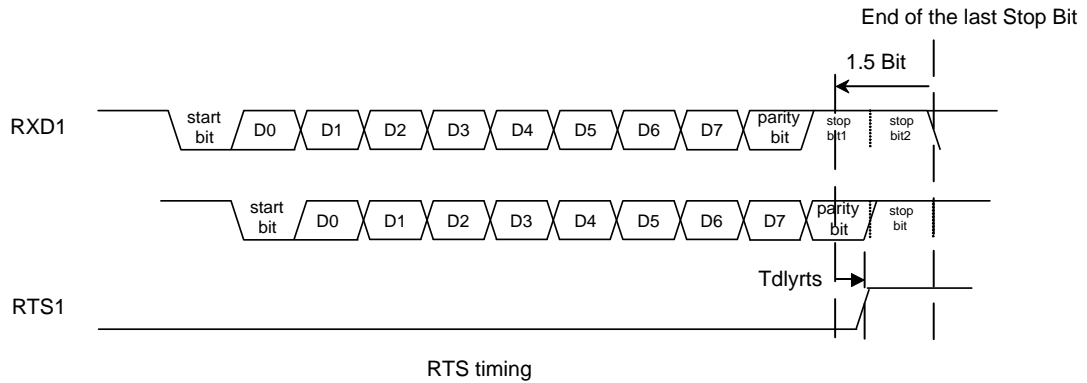 End of the last Stop Bit
1.5 Bit
RXD1
start bit
D0 D1 D2 D3 D4 D5 D6 D7
parity bit
stop bit1
stop bit2
start bit
D0 D1 D2 D3 D4 D5 D6 D7
parity bit
stop bit
Tdlyrts
RTS1
RTS timing